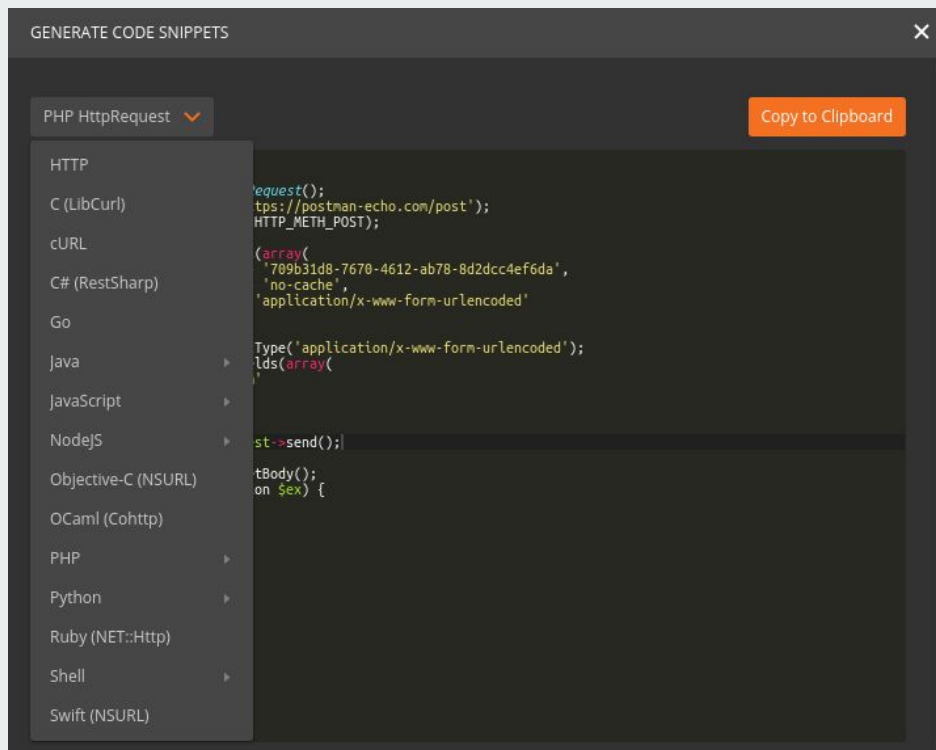 GENERATE CODE SNIPPETS
PHP HttpRequest
Copy to Clipboard
HTTP
C (LibCurl)
cURL
C# (RestSharp)
Go
Java
JavaScript
NodeJS
Objective-C (NSURL)
OCaml (Cohttp)
PHP
Python
Ruby (NET::Http)
Shell
Swift (NSURL)
equest();
tps://postman-echo.com/post');
HTTP_METH_POST);
(array(
'709b31d8-7670-4612-ab78-8d2dcc4ef6da',
'no-cache',
'application/x-www-form-urlencoded'
Type('application/x-www-form-urlencoded');
lds(array(
'
st->send();
tBody();
on $ex) {